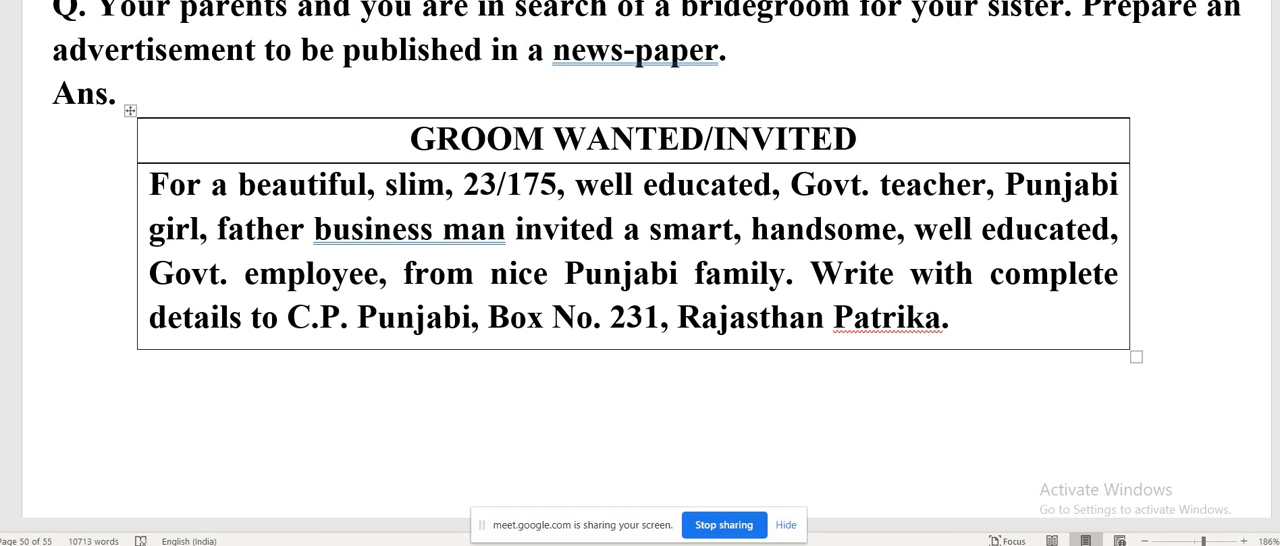 Q. Your parents and you are in search of a bridegroom for your sister. Prepare an
advertisement to be published in a news-paper.
Ans.
GROOM WANTED/INVITED
For a beautiful, slim, 23/175, well educated, Govt. teacher, Punjabi
girl, father business man invited a smart, handsome, well educated,
Govt. employee, from nice Punjabi family. Write with complete
details to C.P. Punjabi, Box No. 231, Rajasthan Patrika.
Activate Windows
Go to Settings to activate Windows.
meet.google.com is sharing your screen. Stop sharing Hide
Page 50 of 55 10713 words English (India) Focus 186%